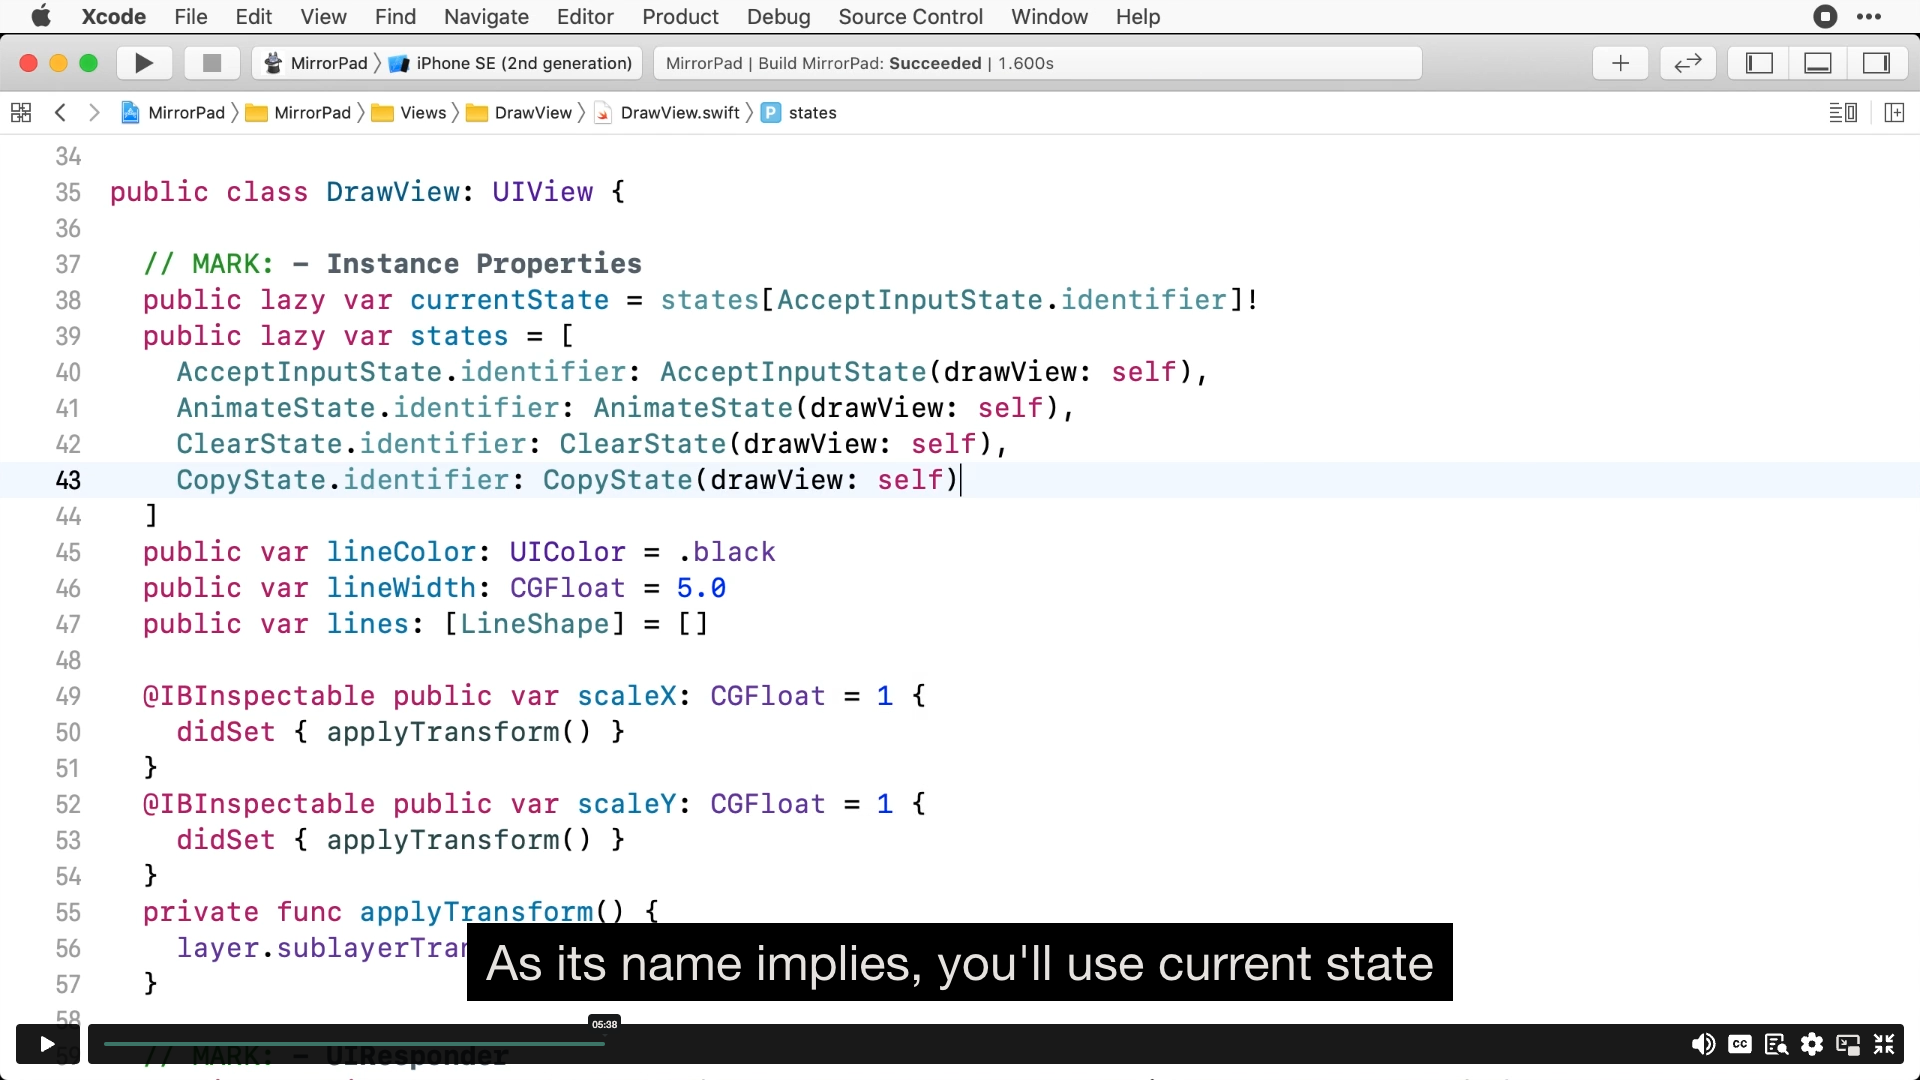 Xcode File Edit View Find Navigate Editor Product Debug Source Control Window Help
MirrorPad iPhone SE (2nd generation) MirrorPad | Build MirrorPad: Succeeded | 1.600s
MirrorPad MirrorPad Views DrawView DrawView.swift P states
34
35 public class DrawView: UIView {
36
37 // MARK: - Instance Properties
38 public lazy var currentState = states[AcceptInputState.identifier]!
39 public lazy var states = [
40 AcceptInputState.identifier: AcceptInputState(drawView: self),
41 AnimateState.identifier: AnimateState(drawView: self),
42 ClearState.identifier: ClearState(drawView: self),
43 CopyState.identifier: CopyState(drawView: self)
44 ]
45 public var lineColor: UIColor = .black
46 public var lineWidth: CGFloat = 5.0
47 public var lines: [LineShape] = []
48
49 @IBInspectable public var scaleX: CGFloat = 1 {
50 didSet { applyTransform() }
51 }
52 @IBInspectable public var scaleY: CGFloat = 1 {
53 didSet { applyTransform() }
54 }
55 private func applyTransform() {
56 layer.sublayerTran
As its name implies, you'll use current state
57 }
58
05:38
59 // MARK: - UIResponder
CC